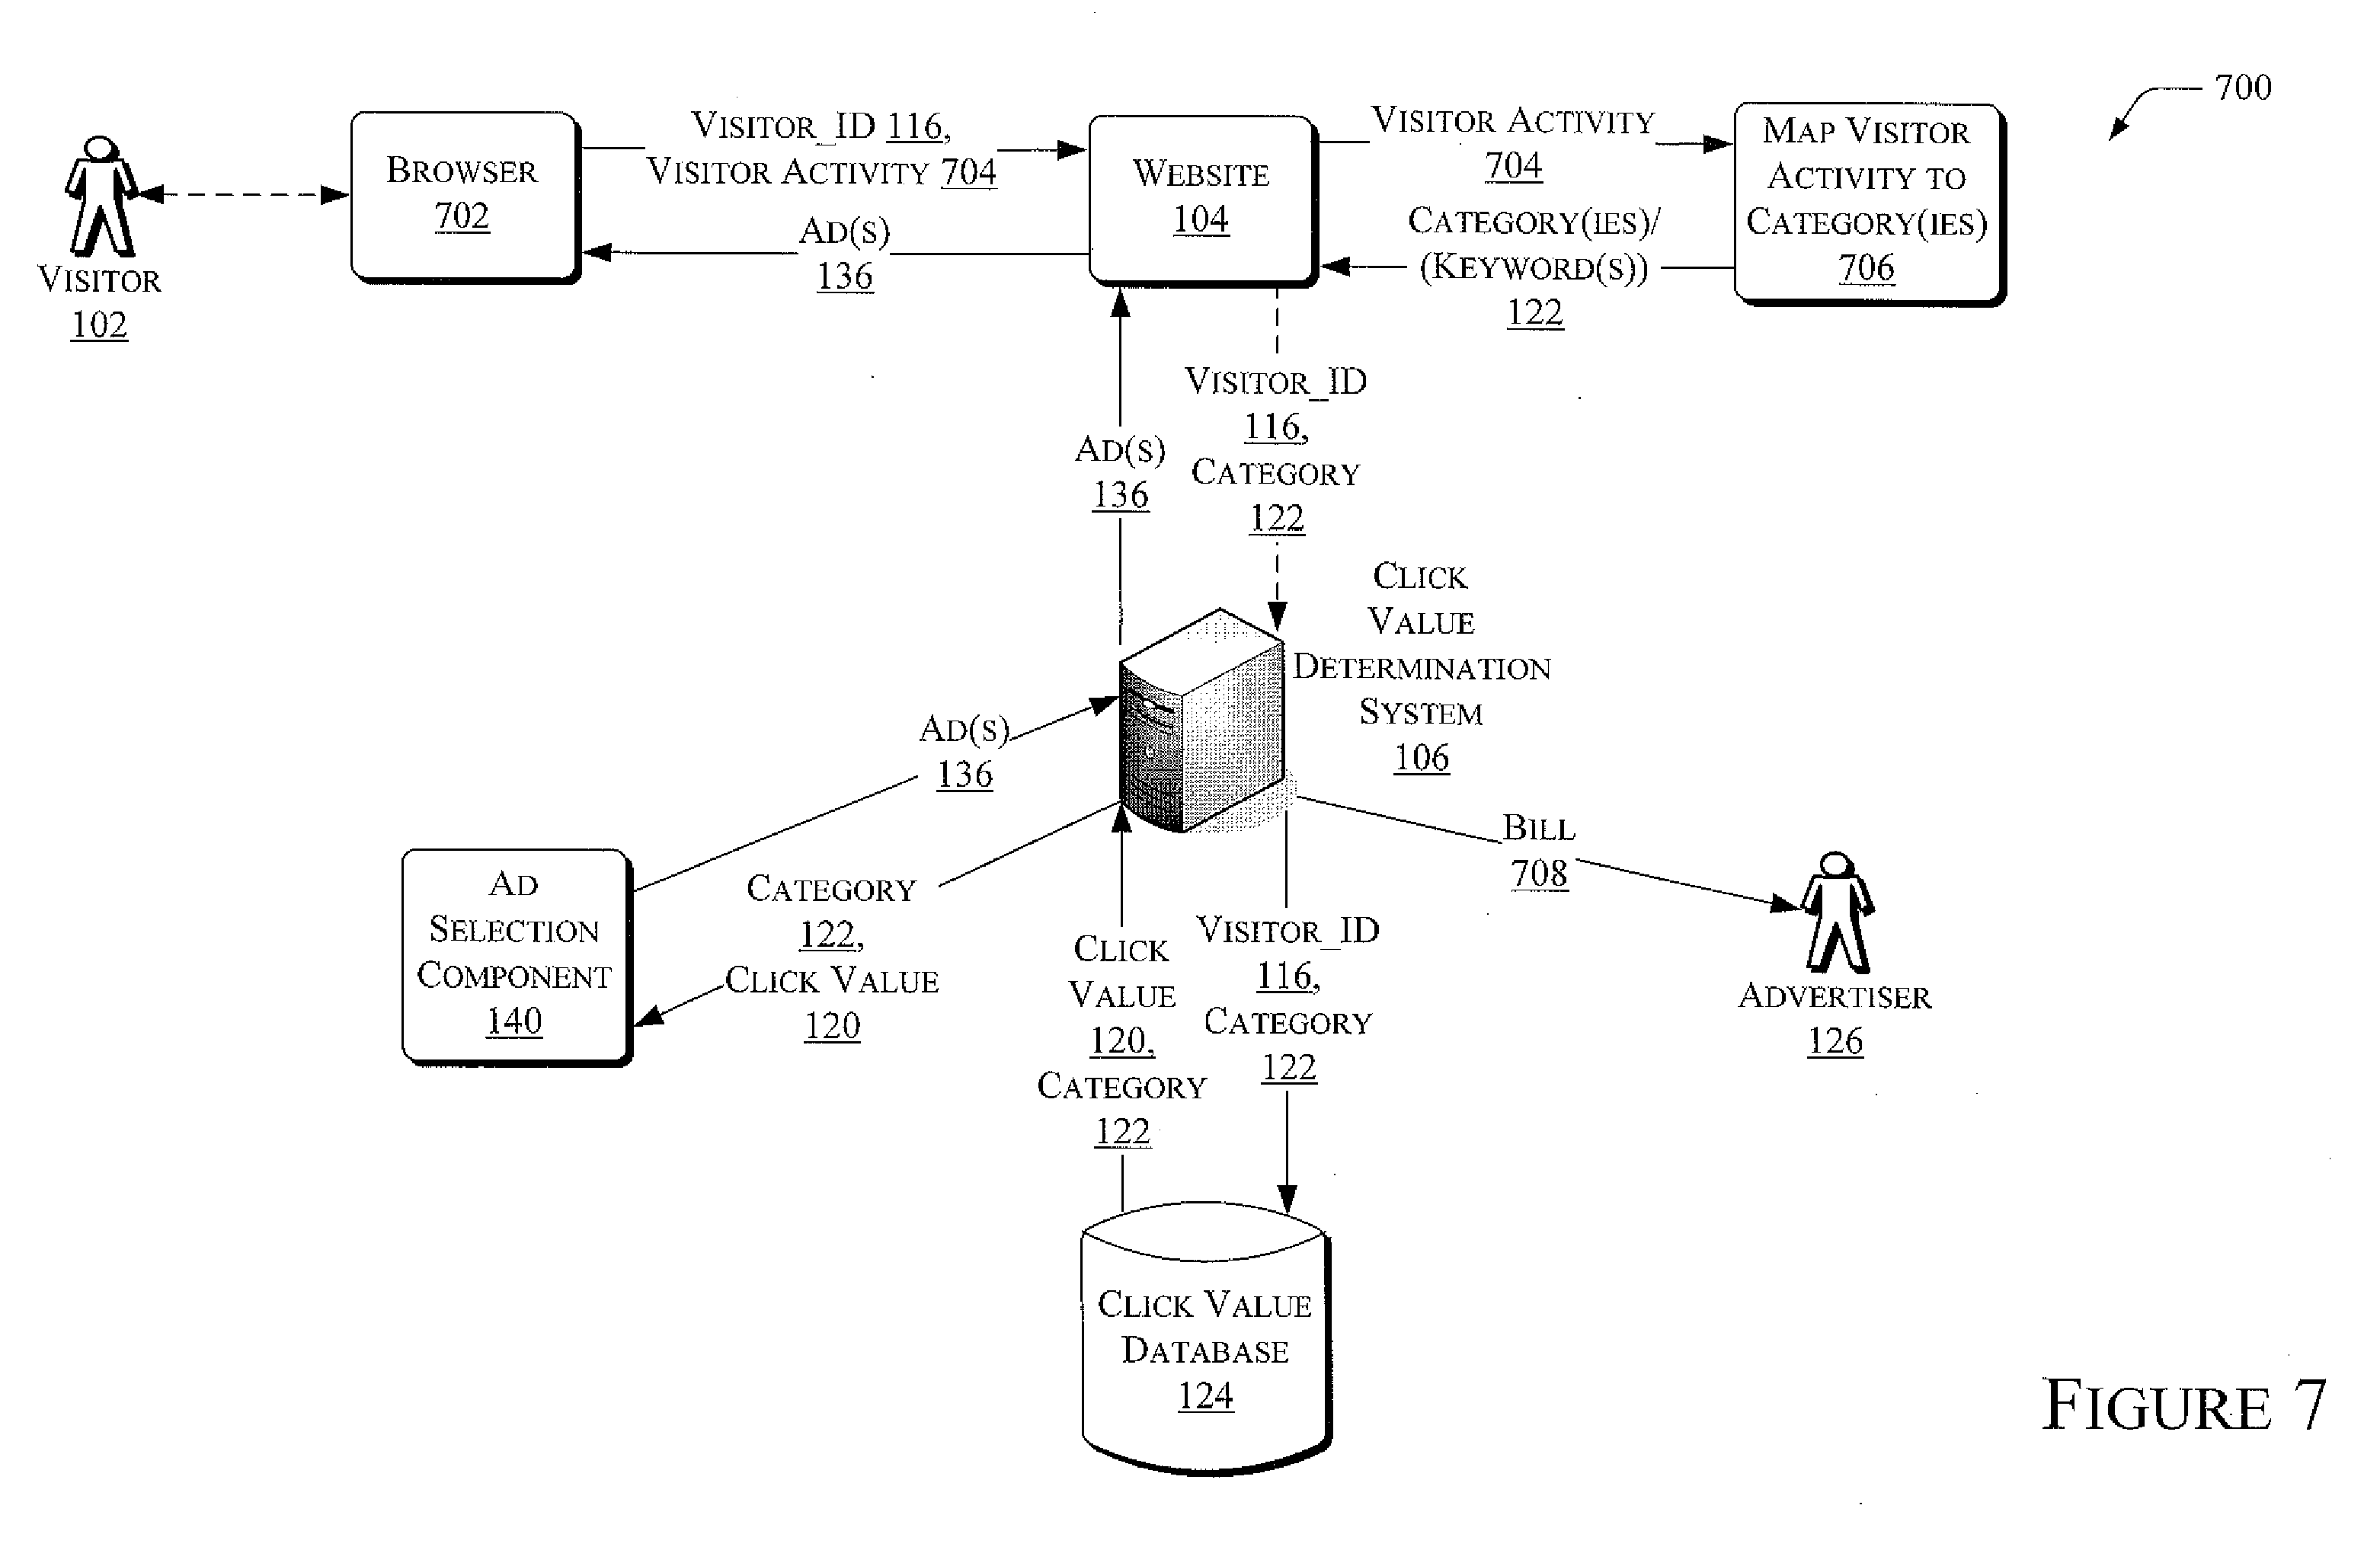 700
VISITOR
102
BROWSER
702
VISITOR_ID 116,
VISITOR ACTIVITY 704
AD(S)
136
WEBSITE
104
VISITOR ACTIVITY
704
CATEGORY(IES)/
(KEYWORD(S))
122
MAP VISITOR
ACTIVITY TO
CATEGORY(IES)
706
AD(S)
136
VISITOR_ID
116,
CATEGORY
122
CLICK
VALUE
DETERMINATION
SYSTEM
106
AD(S)
136
AD
SELECTION
COMPONENT
140
CATEGORY
122,
CLICK VALUE
120
CLICK
VALUE
120,
CATEGORY
122
VISITOR_ID
116,
CATEGORY
122
BILL
708
ADVERTISER
126
CLICK VALUE
DATABASE
124
FIGURE 7